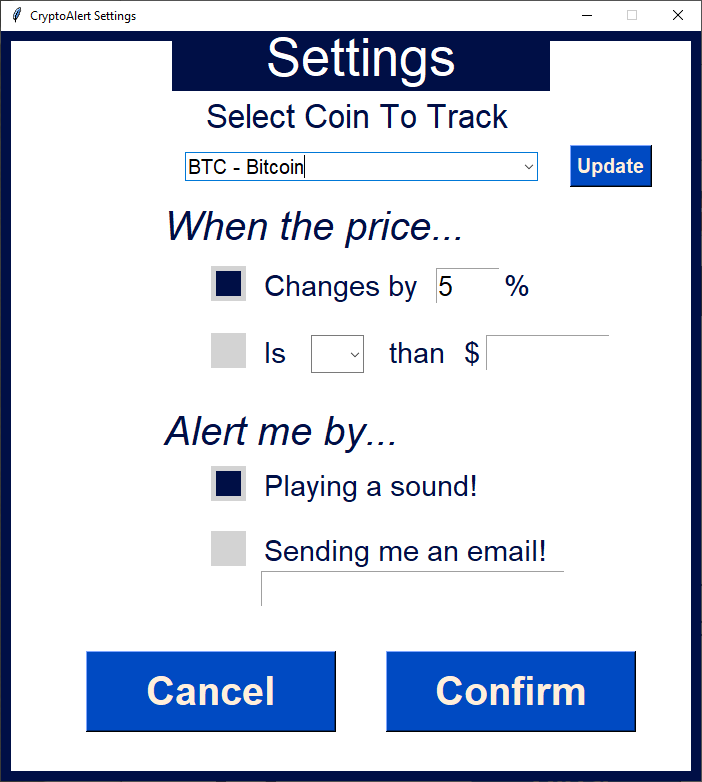 CryptoAlert Settings
Settings
Select Coin To Track
BTC - Bitcoin
Update
When the price...
Changes by 5 %
Is than $
Alert me by...
Playing a sound!
Sending me an email!
Cancel Confirm